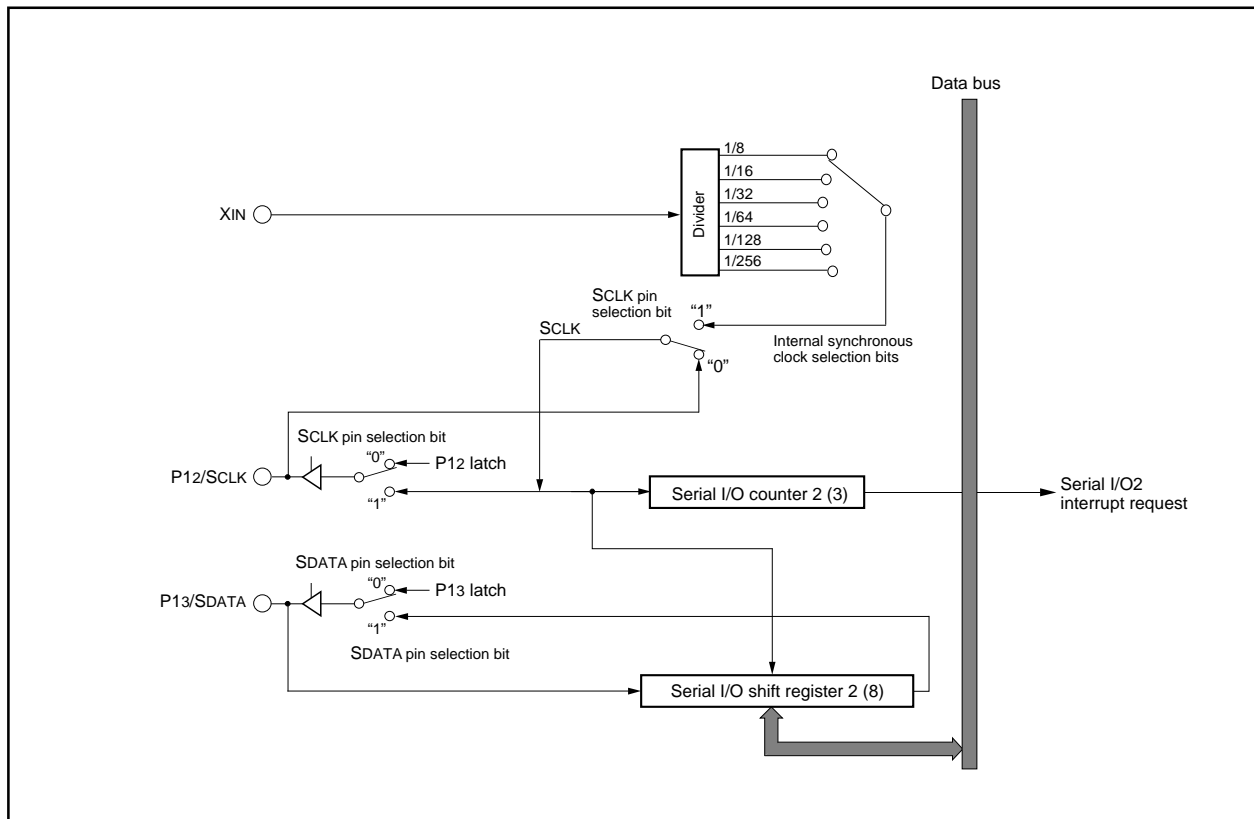 Data bus
1/8
1/16
1/32
1/64
1/128
1/256
Divider
XIN
SCLK pin
selection bit
“1”
SCLK
“0”
Internal synchronous
clock selection bits
SCLK pin selection bit
“0”
P12 latch
P12/SCLK
“1”
Serial I/O counter 2 (3)
Serial I/O2
interrupt request
SDATA pin selection bit
“0”
P13 latch
P13/SDATA
“1”
SDATA pin selection bit
Serial I/O shift register 2 (8)